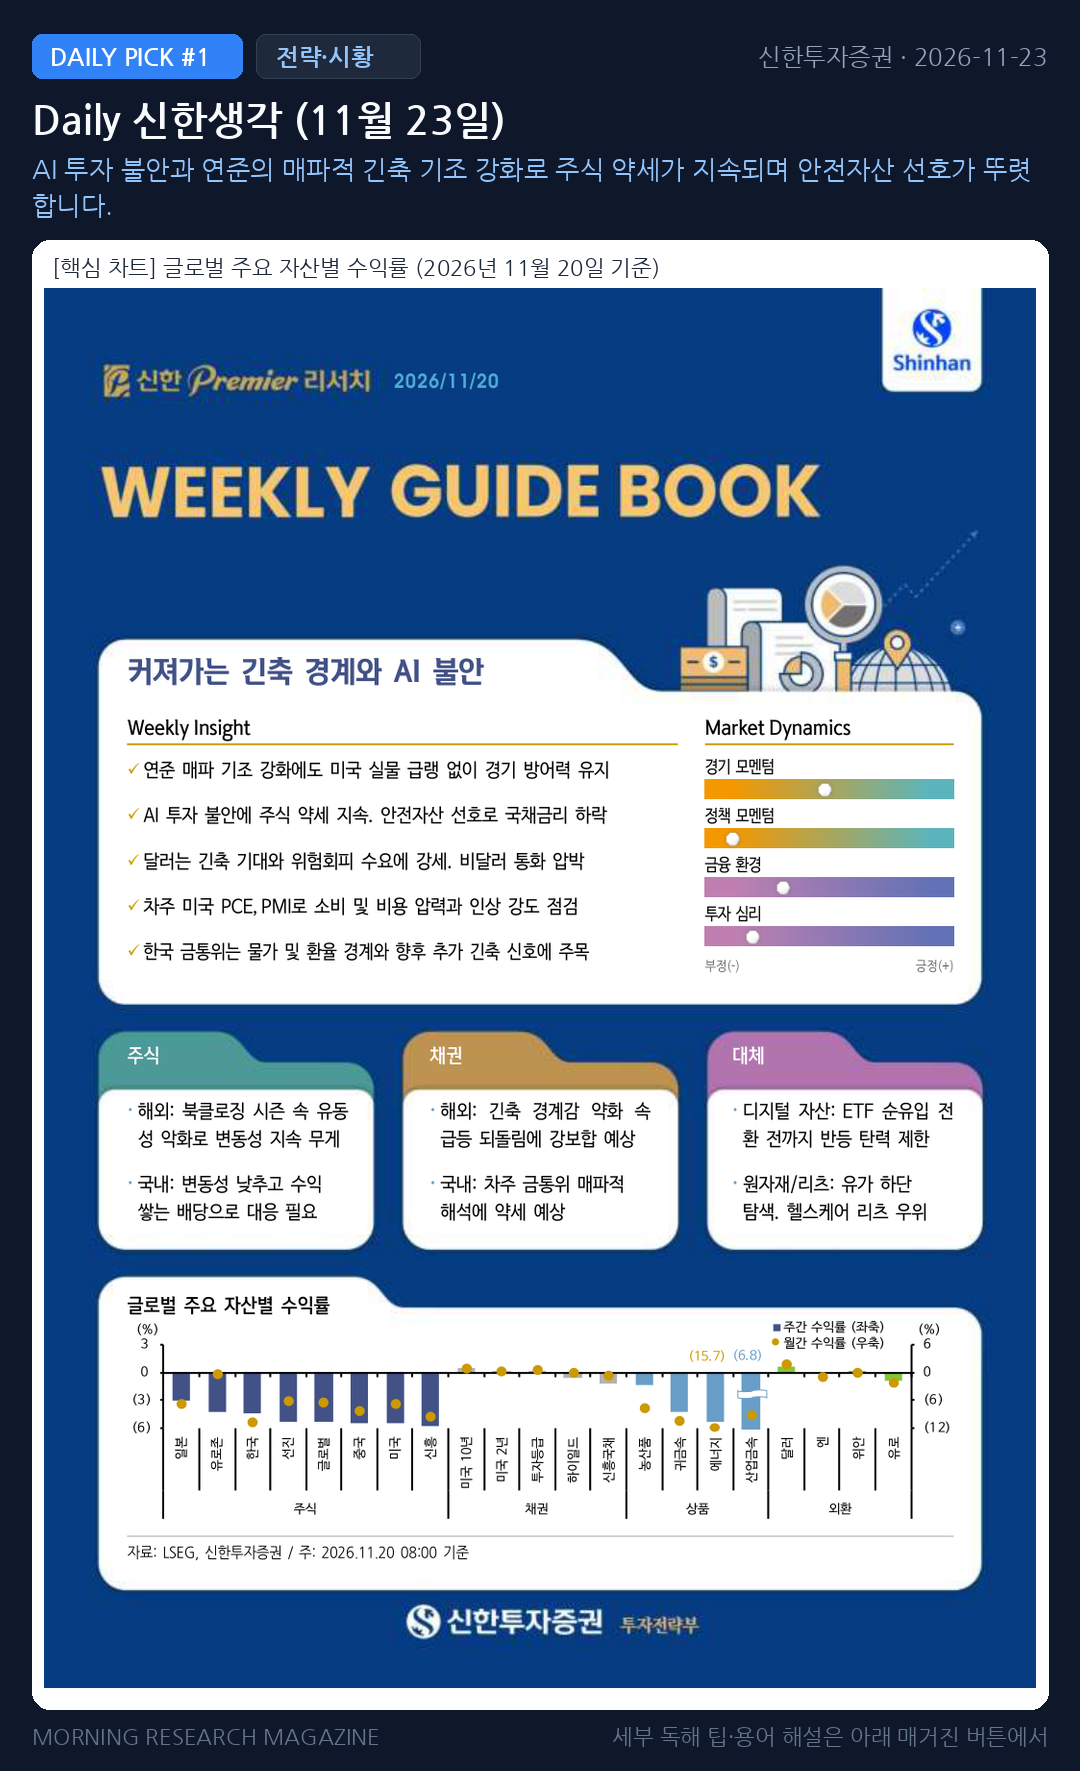 DAILY PICK #1
전략·시황
신한투자증권 · 2026-11-23
Daily 신한생각 (11월 23일)
AI 투자 불안과 연준의 매파적 긴축 기조 강화로 주식 약세가 지속되며 안전자산 선호가 뚜렷
합니다.
[핵심 차트] 글로벌 주요 자산별 수익률 (2026년 11월 20일 기준)
Shinhan
신한 Premier 리서치 2026/11/20
WEEKLY GUIDE BOOK
커져가는 긴축 경계와 AI 불안
Weekly Insight
✓ 연준 매파 기조 강화에도 미국 실물 급랭 없이 경기 방어력 유지
✓ AI 투자 불안에 주식 약세 지속. 안전자산 선호로 국채금리 하락
✓ 달러는 긴축 기대와 위험회피 수요에 강세. 비달러 통화 압박
✓ 차주 미국 PCE, PMI로 소비 및 비용 압력과 인상 강도 점검
✓ 한국 금통위는 물가 및 환율 경계와 향후 추가 긴축 신호에 주목
Market Dynamics
경기 모멘텀
정책 모멘텀
금융 환경
투자 심리
부정(-) 긍정(+)
주식
· 해외: 북클로징 시즌 속 유동
성 악화로 변동성 지속 무게
· 국내: 변동성 낮추고 수익
쌓는 배당으로 대응 필요
채권
· 해외: 긴축 경계감 약화 속
급등 되돌림에 강보합 예상
· 국내: 차주 금통위 매파적
해석에 약세 예상
대체
· 디지털 자산: ETF 순유입 전
환 전까지 반등 탄력 제한
· 원자재/리츠: 유가 하단
탐색. 헬스케어 리츠 우위
글로벌 주요 자산별 수익률
(%) 
3
0
(3)
(6)
주간 수익률 (좌축)
월간 수익률 (우축)
(15.7) (6.8)
(%)
6
0
(6)
(12)
일본 유로존 한국 선진 글로벌 중국 미국 신흥 미국 10년 미국 2년 투자등급 하이일드 신흥국채 농산품 귀금속 에너지 산업금속 달러 엔 위안 유로
주식 채권 상품 외환
자료: LSEG, 신한투자증권 / 주: 2026.11.20 08:00 기준
신한투자증권 투자전략부
MORNING RESEARCH MAGAZINE
세부 독해 팁·용어 해설은 아래 매거진 버튼에서